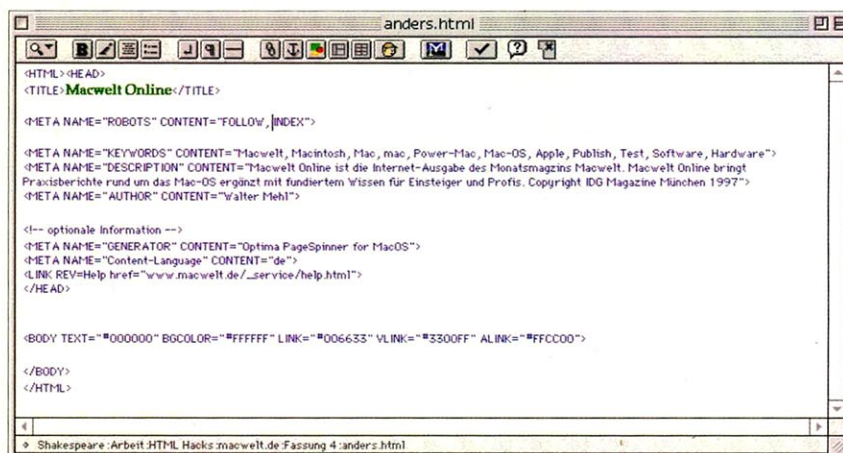 anders.html
<HTML><HEAD>
<TITLE>Macwelt Online</TITLE>
<META NAME="ROBOTS" CONTENT="FOLLOW, INDEX">
<META NAME="KEYWORDS" CONTENT="Macwelt, Macintosh, Mac, mac, Power-Mac, Mac-OS, Apple, Publish, Test, Software, Hardware">
<META NAME="DESCRIPTION" CONTENT="Macwelt Online ist die Internet-Ausgabe des Monatsmagzins Macwelt. Macwelt Online bringt
Praxisberichte rund um das Mac-OS ergänzt mit fundiertem Wissen für Einsteiger und Profis. Copyright IDG Magazine München 1997">
<META NAME="AUTHOR" CONTENT="Walter Mehl">
<!-- optionale Information -->
<META NAME="GENERATOR" CONTENT="Optima PageSpinner for MacOS">
<META NAME="Content-Language" CONTENT="de">
<LINK REV=Help href="www.macwelt.de/_service/help.html">
</HEAD>
<BODY TEXT="#000000" BGCOLOR="#FFFFFF" LINK="#006633" VLINK="#3300FF" ALINK="#FFCC00">
</BODY>
</HTML>
Shakespeare:Arbeit:HTML Hacks:macwelt.de:Fassung 4:anders.html